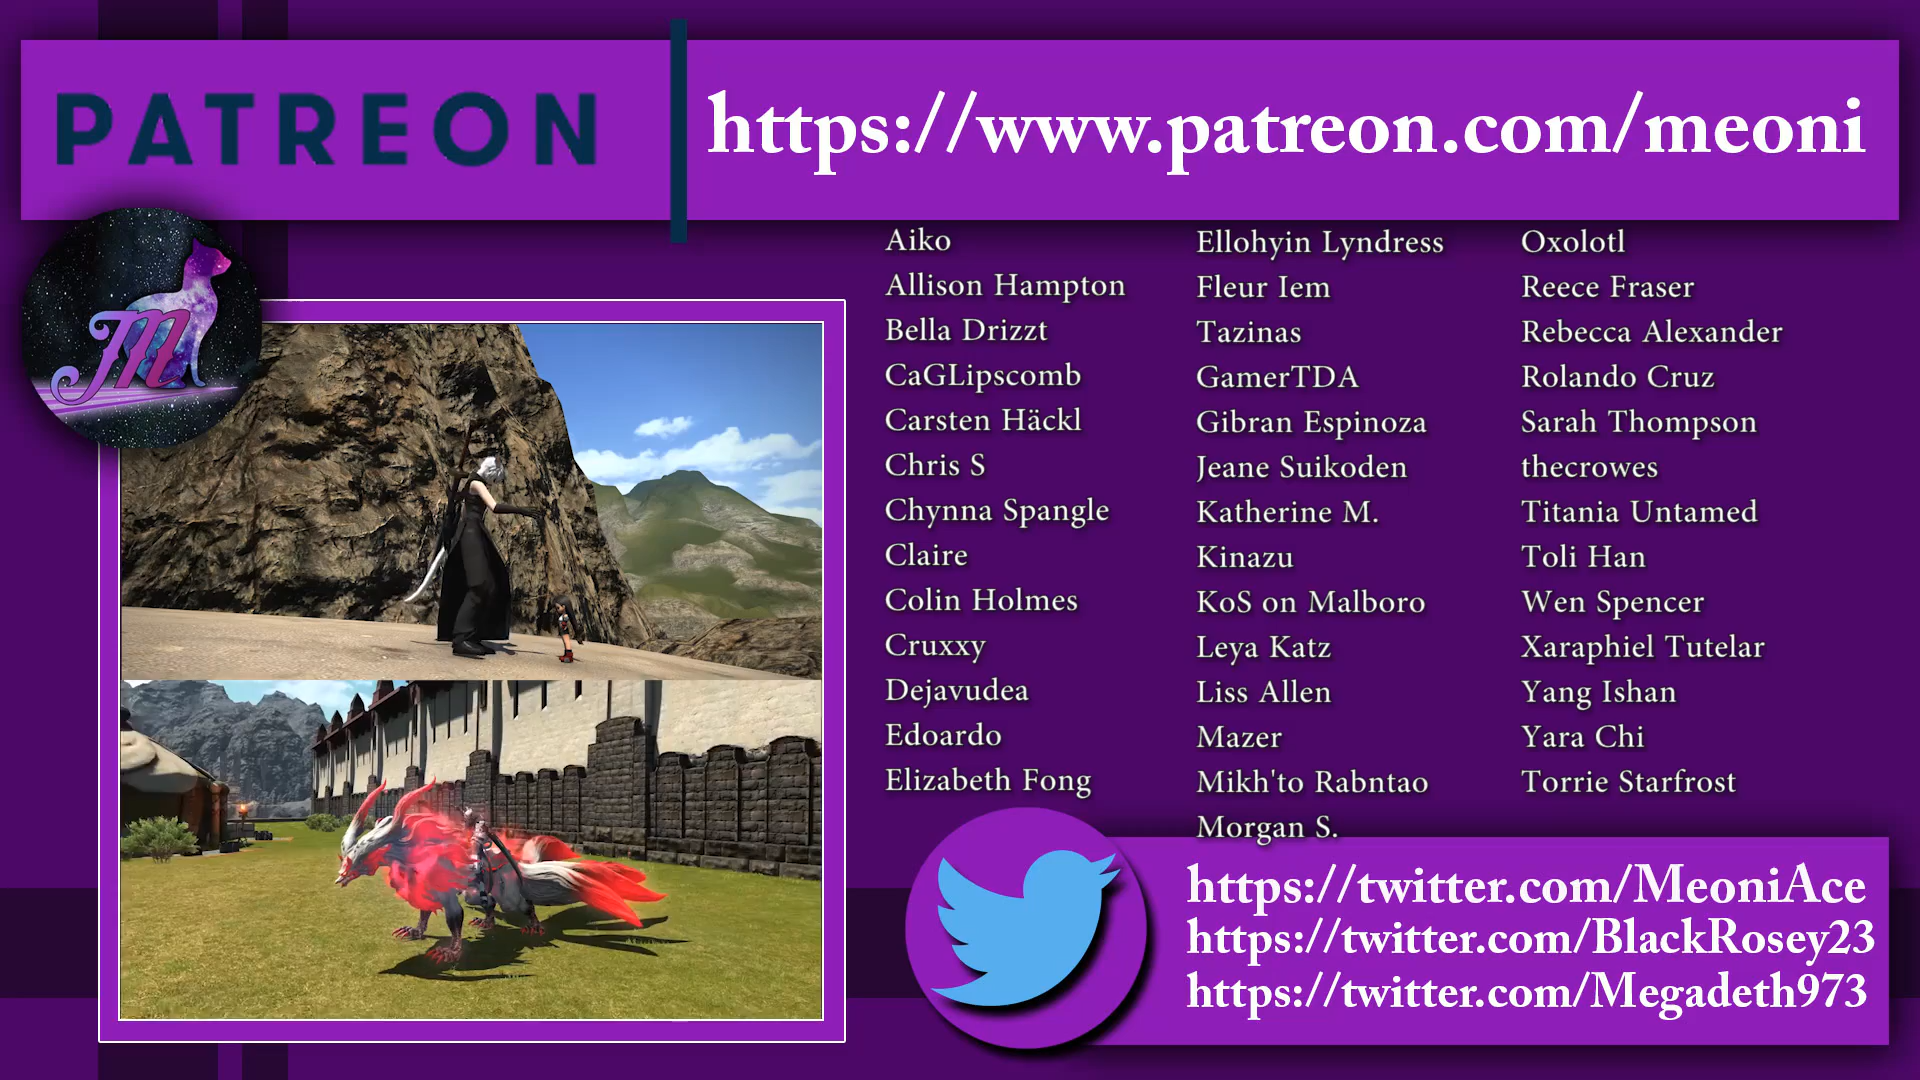 PATREON
https://www.patreon.com/meoni
M
Aiko
Allison Hampton
Bella Drizzt
CaGLipscomb
Carsten Häckl
Chris S
Chynna Spangle
Claire
Colin Holmes
Cruxxy
Dejavudea
Edoardo
Elizabeth Fong
Ellohyin Lyndress
Fleur Iem
Tazinas
GamerTDA
Gibran Espinoza
Jeane Suikoden
Katherine M.
Kinazu
KoS on Malboro
Leya Katz
Liss Allen
Mazer
Mikh'to Rabntao
Morgan S.
Oxolotl
Reece Fraser
Rebecca Alexander
Rolando Cruz
Sarah Thompson
thecrowes
Titania Untamed
Toli Han
Wen Spencer
Xaraphiel Tutelar
Yang Ishan
Yara Chi
Torrie Starfrost
https://twitter.com/MeoniAce
https://twitter.com/BlackRosey23
https://twitter.com/Megadeth973